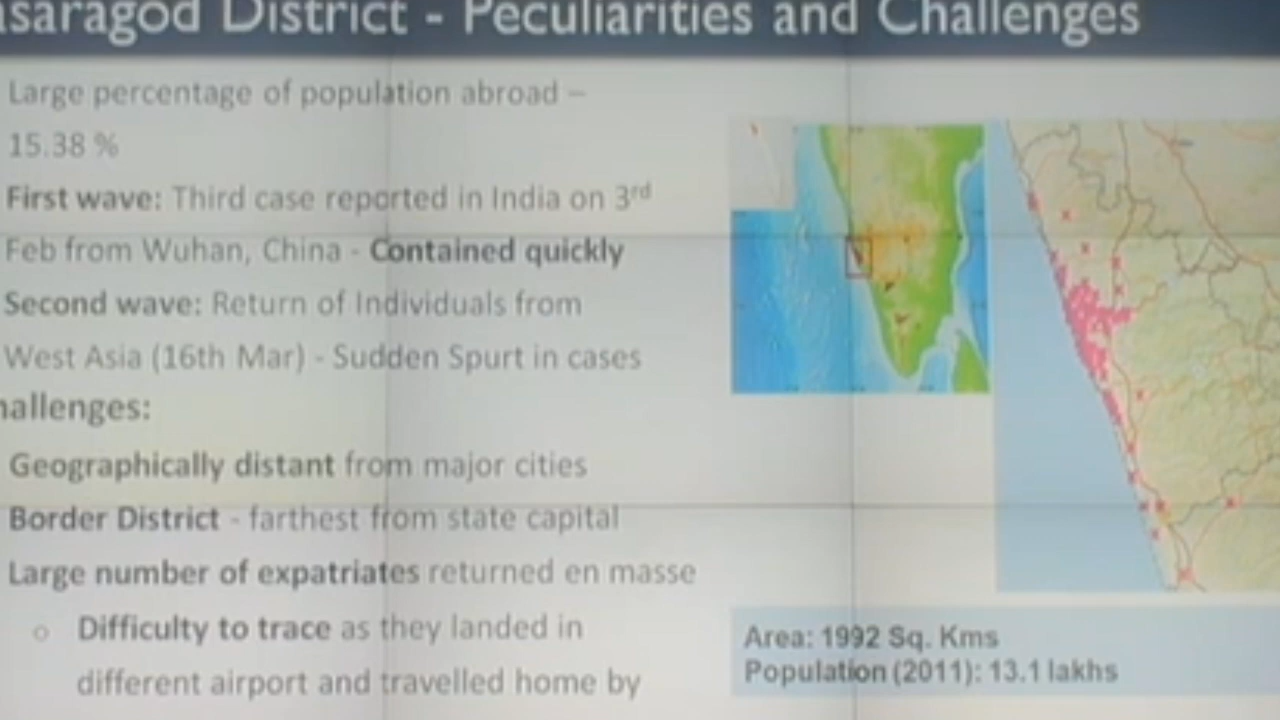 asaragod District - Peculiarities and Challenges
Large percentage of population abroad –
15.38 %
First wave: Third case reported in India on 3rd
Feb from Wuhan, China - Contained quickly
Second wave: Return of Individuals from
West Asia (16th Mar) - Sudden Spurt in cases
hallenges:
Geographically distant from major cities
Border District - farthest from state capital
Large number of expatriates returned en masse
o Difficulty to trace as they landed in
different airport and travelled home by
Area: 1992 Sq. Kms
Population (2011): 13.1 lakhs